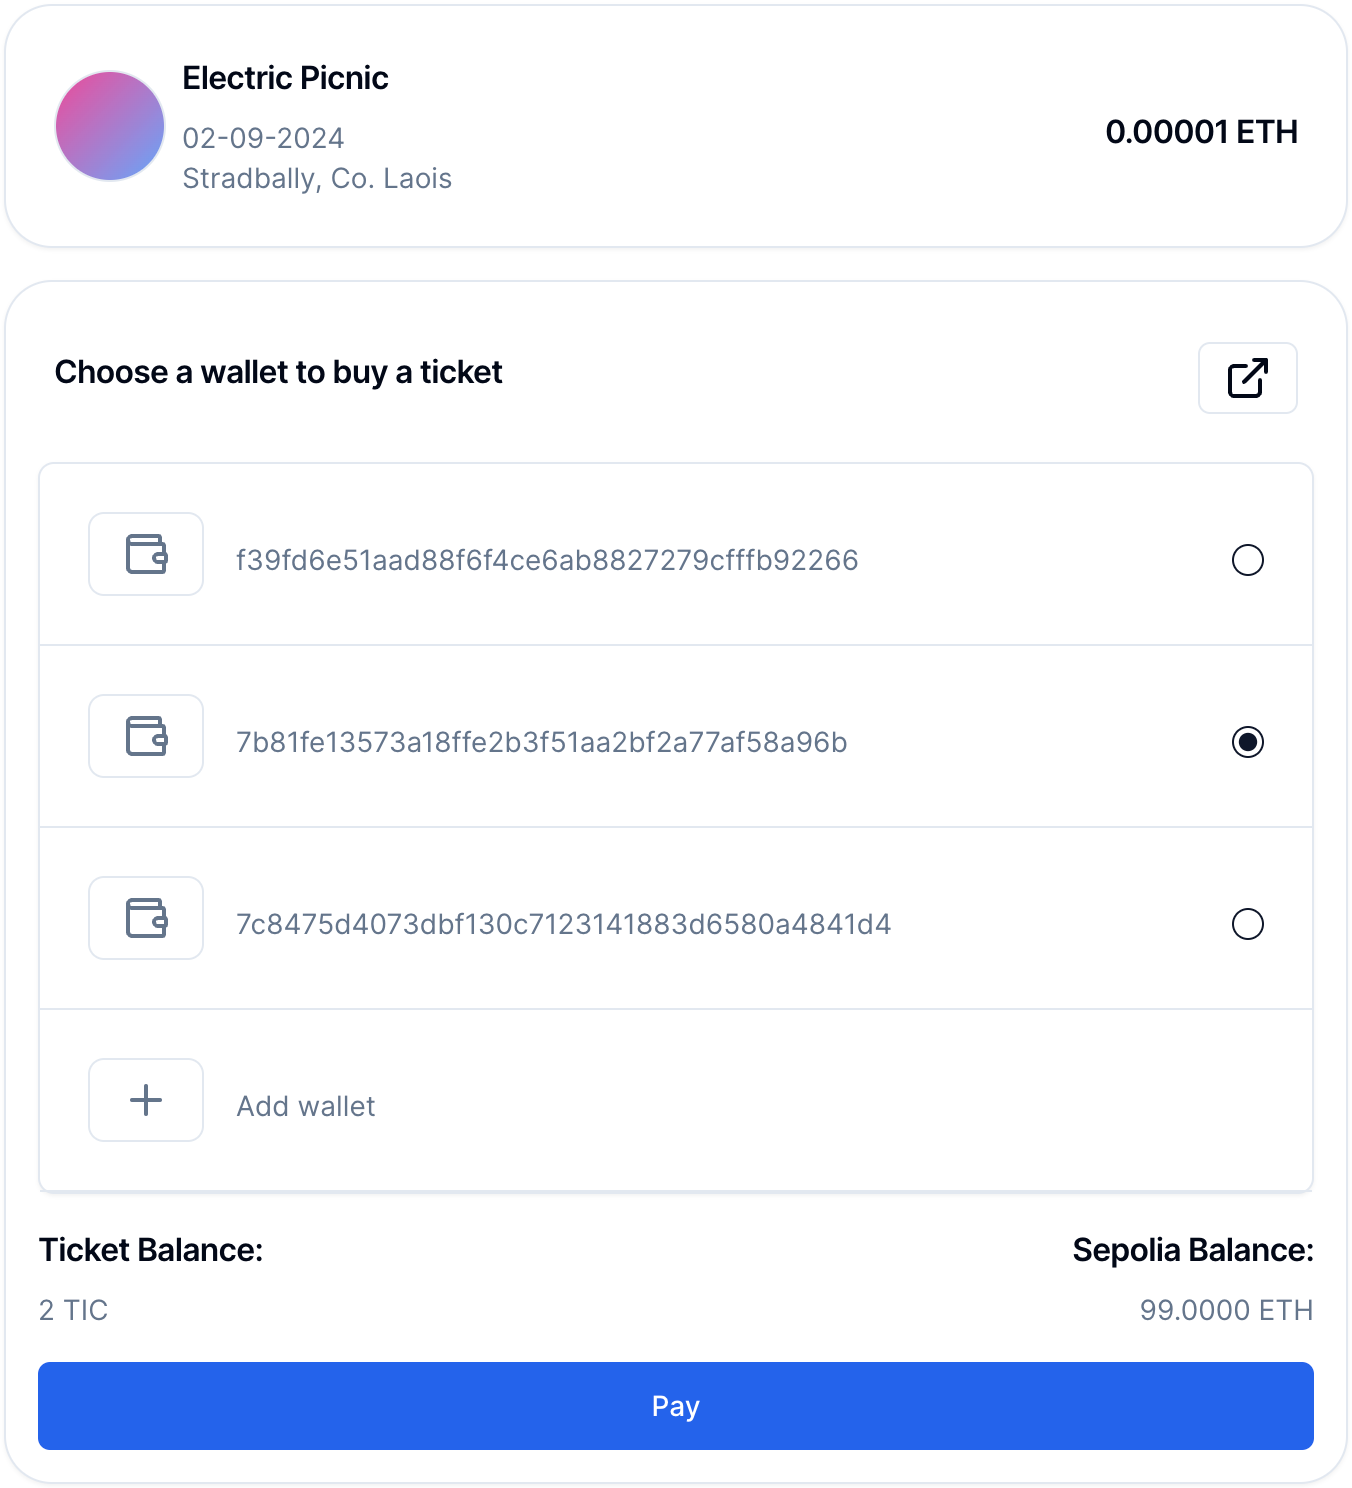 Electric Picnic
02-09-2024
Stradbally, Co. Laois
0.00001 ETH
Choose a wallet to buy a ticket
f39fd6e51aad88f6f4ce6ab8827279cfffb92266
7b81fe13573a18ffe2b3f51aa2bf2a77af58a96b
7c8475d4073dbf130c7123141883d6580a4841d4
Add wallet
Ticket Balance:
2 TIC
Sepolia Balance:
99.0000 ETH
Pay